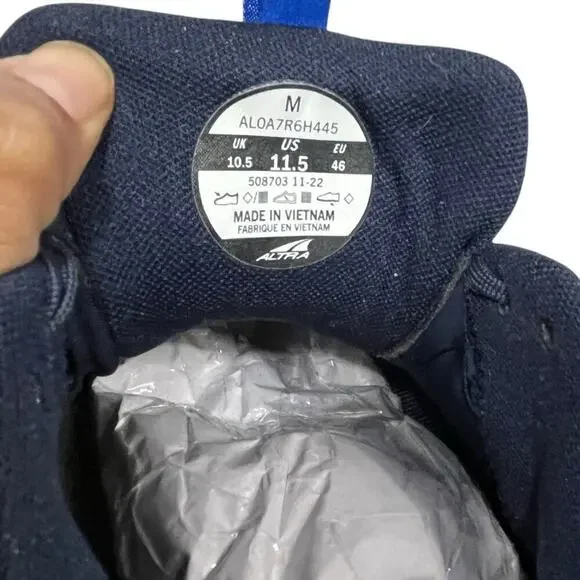 M
AL0A7R6H445
UK US EU
10.5 11.5 46
508703 11-22
MADE IN VIETNAM
FABRIQUE EN VIETNAM
ALTRA